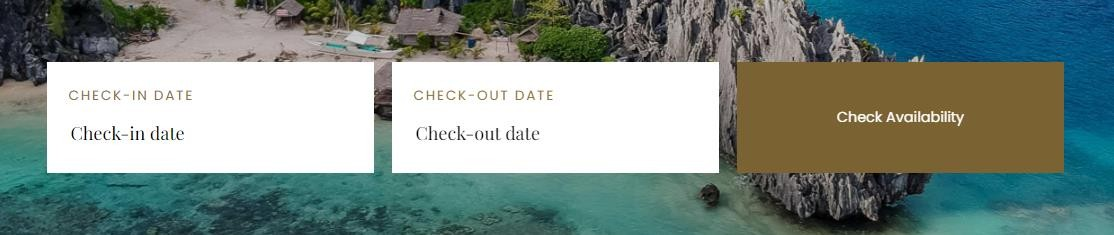 CHECK-IN DATE
Check-in date
CHECK-OUT DATE
Check-out date
Check Availability